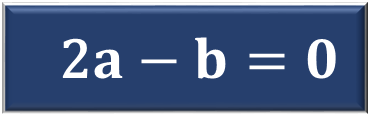 2a − b = 0